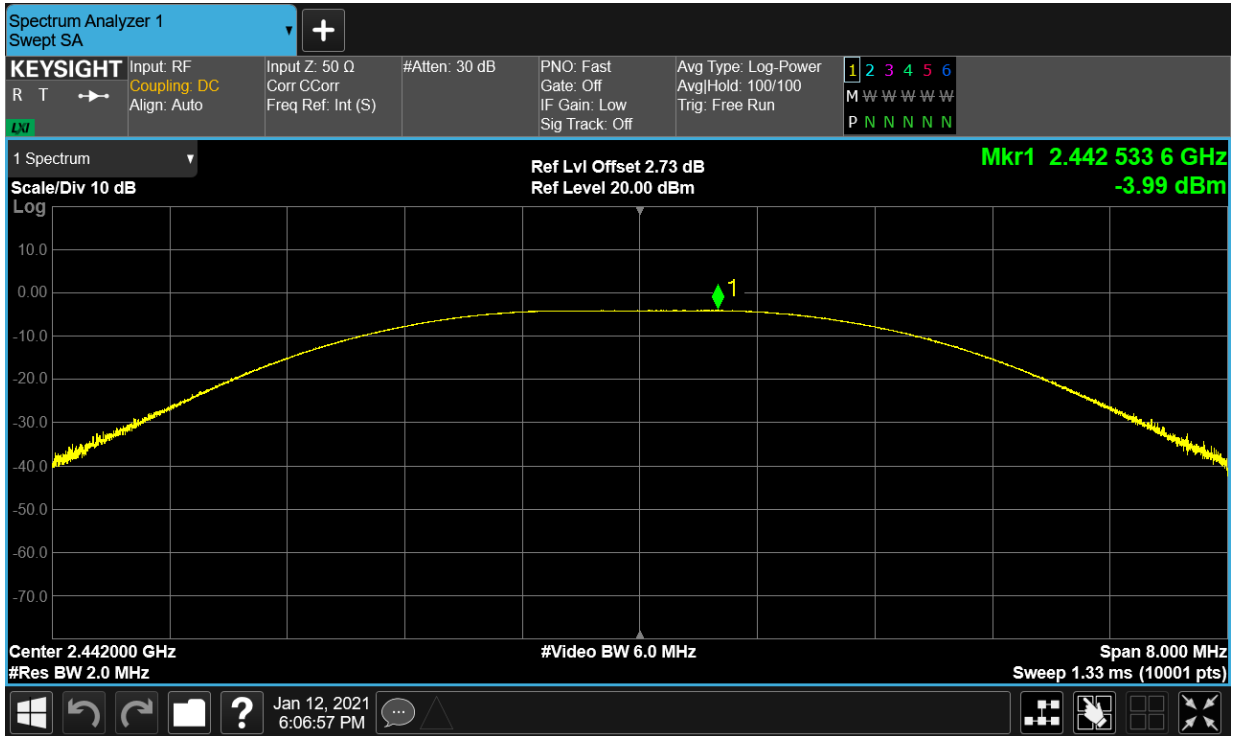 Spectrum Analyzer 1
Swept SA
+
KEYSIGHT
R T
LXI
Input: RF
Coupling: DC
Align: Auto
Input Z: 50 Ω
Corr CCorr
Freq Ref: Int (S)
#Atten: 30 dB
PNO: Fast
Gate: Off
IF Gain: Low
Sig Track: Off
Avg Type: Log-Power
Avg|Hold: 100/100
Trig: Free Run
1 2 3 4 5 6
M W W W W W
P N N N N N
1 Spectrum
Scale/Div 10 dB
Log
Ref Lvl Offset 2.73 dB
Ref Level 20.00 dBm
Mkr1 2.442 533 6 GHz
-3.99 dBm
10.0
0.00
-10.0
-20.0
-30.0
-40.0
-50.0
-60.0
-70.0
1
Center 2.442000 GHz
#Res BW 2.0 MHz
#Video BW 6.0 MHz
Span 8.000 MHz
Sweep 1.33 ms (10001 pts)
?
Jan 12, 2021
6:06:57 PM